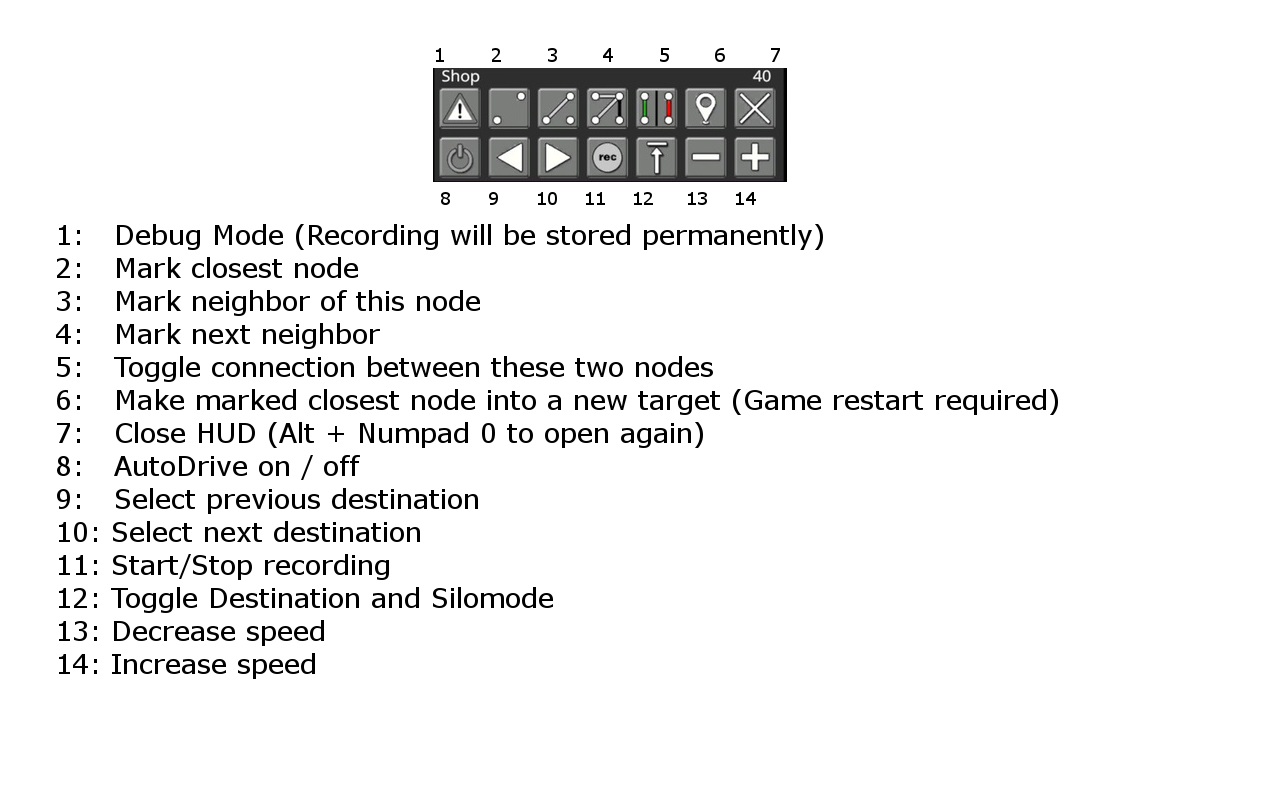 1 2 3 4 5 6 7
Shop 40
rec
8 9 10 11 12 13 14
1: Debug Mode (Recording will be stored permanently)
2: Mark closest node
3: Mark neighbor of this node
4: Mark next neighbor
5: Toggle connection between these two nodes
6: Make marked closest node into a new target (Game restart required)
7: Close HUD (Alt + Numpad 0 to open again)
8: AutoDrive on / off
9: Select previous destination
10: Select next destination
11: Start/Stop recording
12: Toggle Destination and Silomode
13: Decrease speed
14: Increase speed